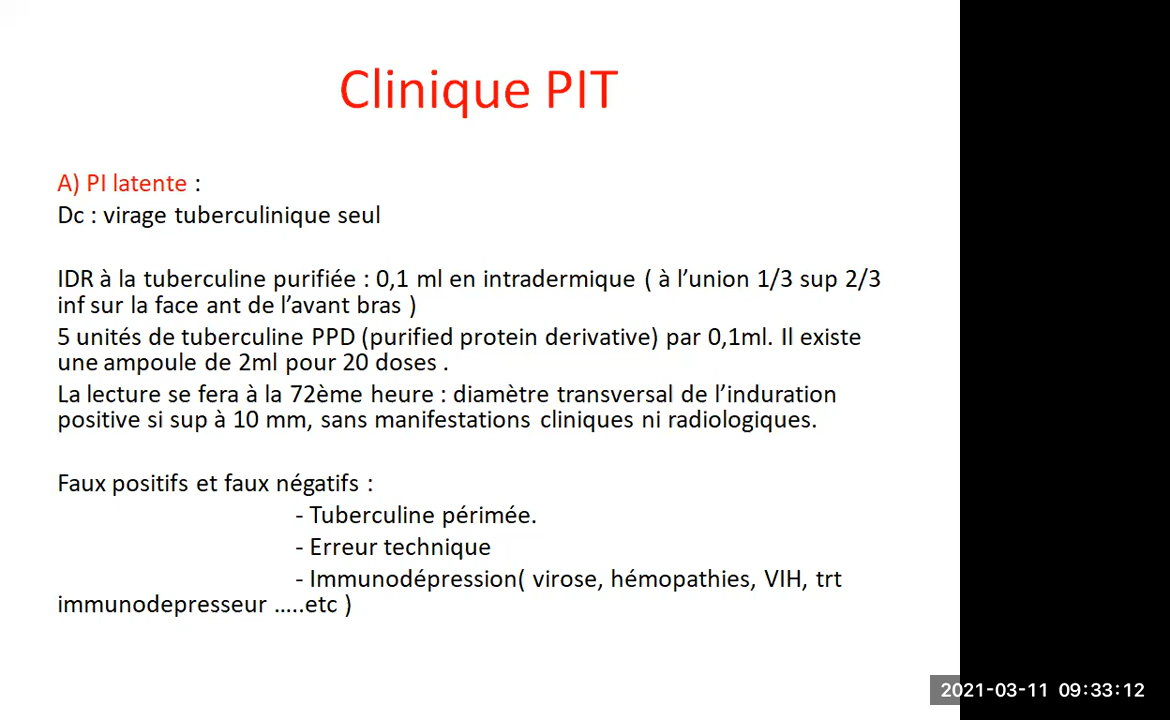 Clinique PIT
A) PI latente :
Dc : virage tuberculinique seul
IDR à la tuberculine purifiée : 0,1 ml en intradermique ( à l’union 1/3 sup 2/3
inf sur la face ant de l’avant bras )
5 unités de tuberculine PPD (purified protein derivative) par 0,1ml. Il existe
une ampoule de 2ml pour 20 doses .
La lecture se fera à la 72ème heure : diamètre transversal de l’induration
positive si sup à 10 mm, sans manifestations cliniques ni radiologiques.
Faux positifs et faux négatifs :
- Tuberculine périmée.
- Erreur technique
- Immunodépression( virose, hémopathies, VIH, trt
immunodepresseur .....etc )
2021-03-11 09:33:12